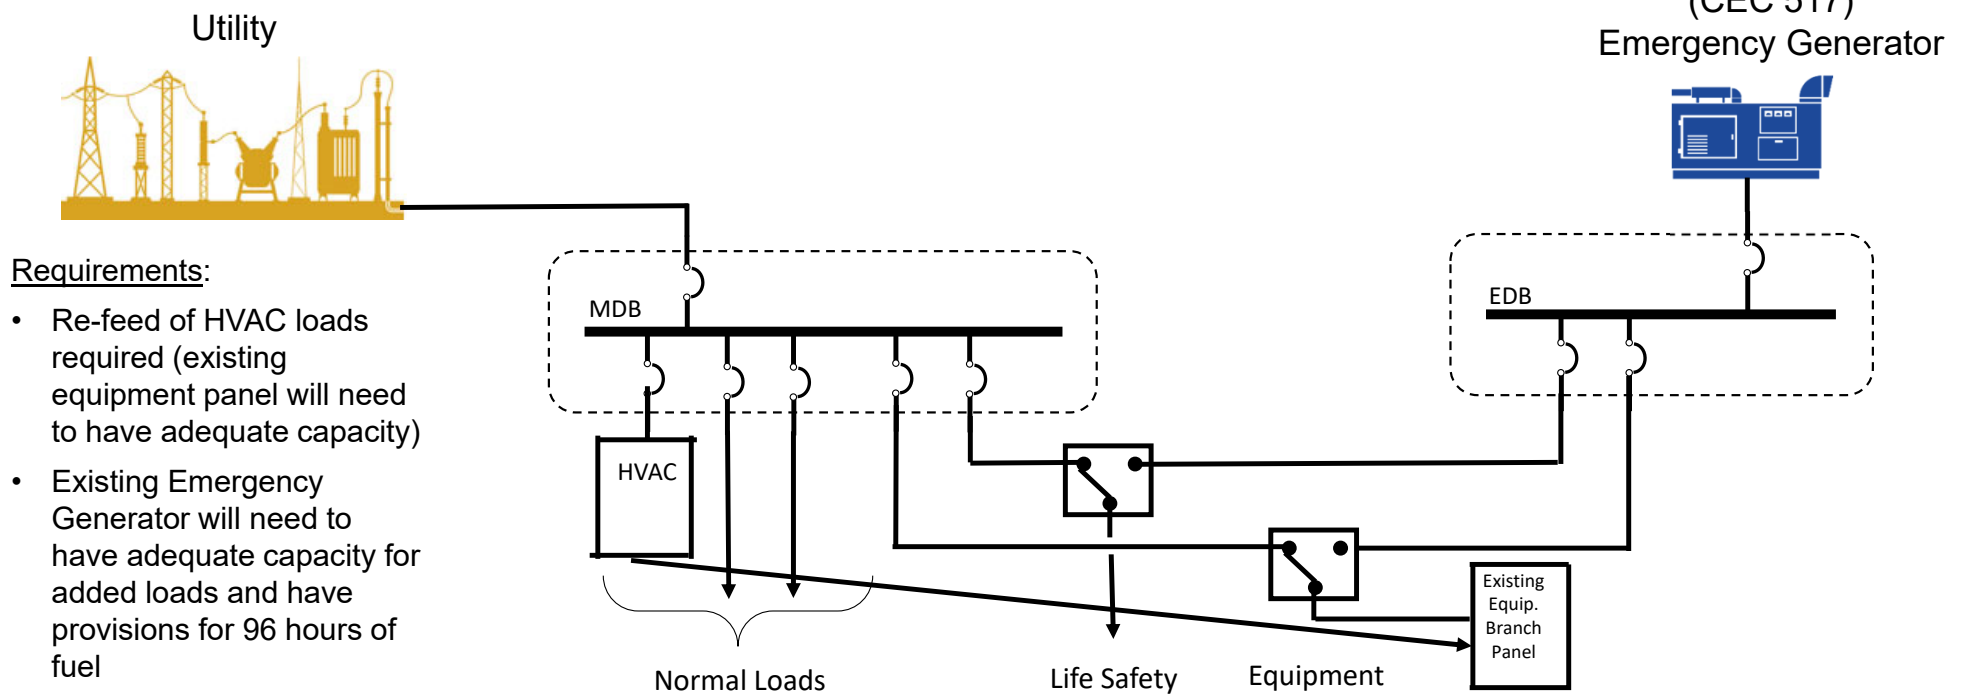 Utility
(CEC 517)
Emergency Generator
Requirements:
• Re-feed of HVAC loads
required (existing
equipment panel will need
to have adequate capacity)
• Existing Emergency
Generator will need to
have adequate capacity for
added loads and have
provisions for 96 hours of
fuel
MDB
EDB
HVAC
Existing
Equip.
Branch
Panel
Normal Loads
Life Safety
Equipment